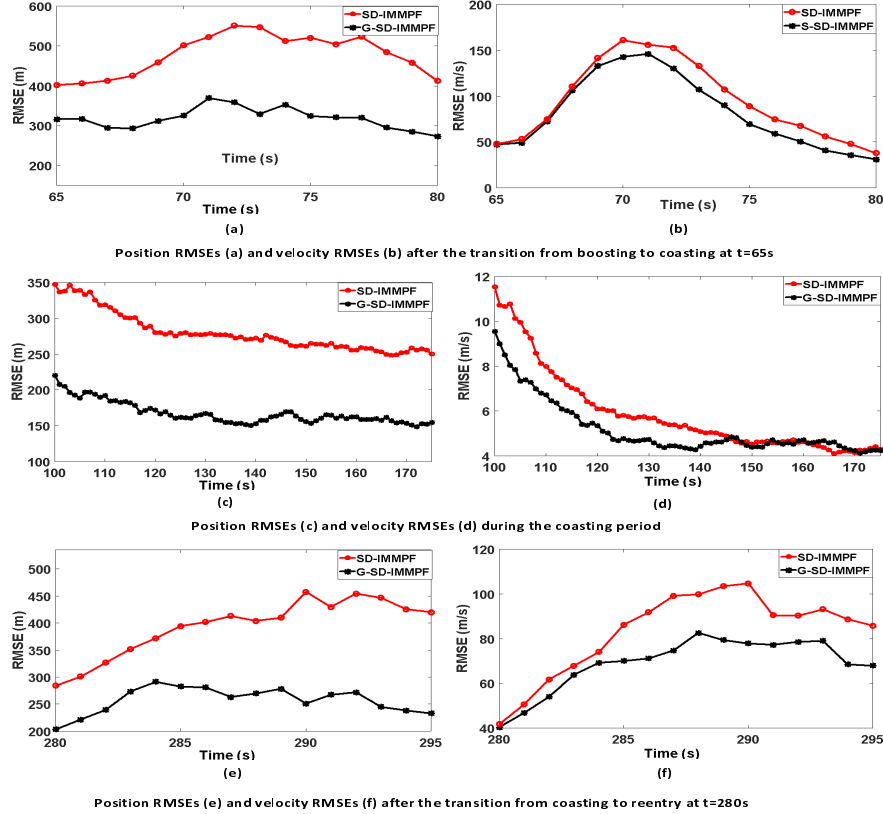 600
500
400
300
200
RMSE (m)
SD-IMMPF
G-SD-IMMPF
Time (s)
65 70 75 80
Time (s)
(a)
200
150
100
50
0
RMSE (m/s)
SD-IMMPF
S-SD-IMMPF
65 70 75 80
Time (s)
(b)
Position RMSEs (a) and velocity RMSEs (b) after the transition from boosting to coasting at t=65s
350
300
250
200
150
100
RMSE (m)
SD-IMMPF
G-SD-IMMPF
100 110 120 130 140 150 160 170
Time (s)
(c)
12
10
8
6
4
RMSE (m/s)
SD-IMMPF
G-SD-IMMPF
100 110 120 130 140 150 160 170
Time (s)
(d)
Position RMSEs (c) and velocity RMSEs (d) during the coasting period
500
450
400
350
300
250
200
RMSE (m)
SD-IMMPF
G-SD-IMMPF
280 285 290 295
Time (s)
(e)
120
100
80
60
40
RMSE (m/s)
SD-IMMPF
G-SD-IMMPF
280 285 290 295
Time (s)
(f)
Position RMSEs (e) and velocity RMSEs (f) after the transition from coasting to reentry at t=280s